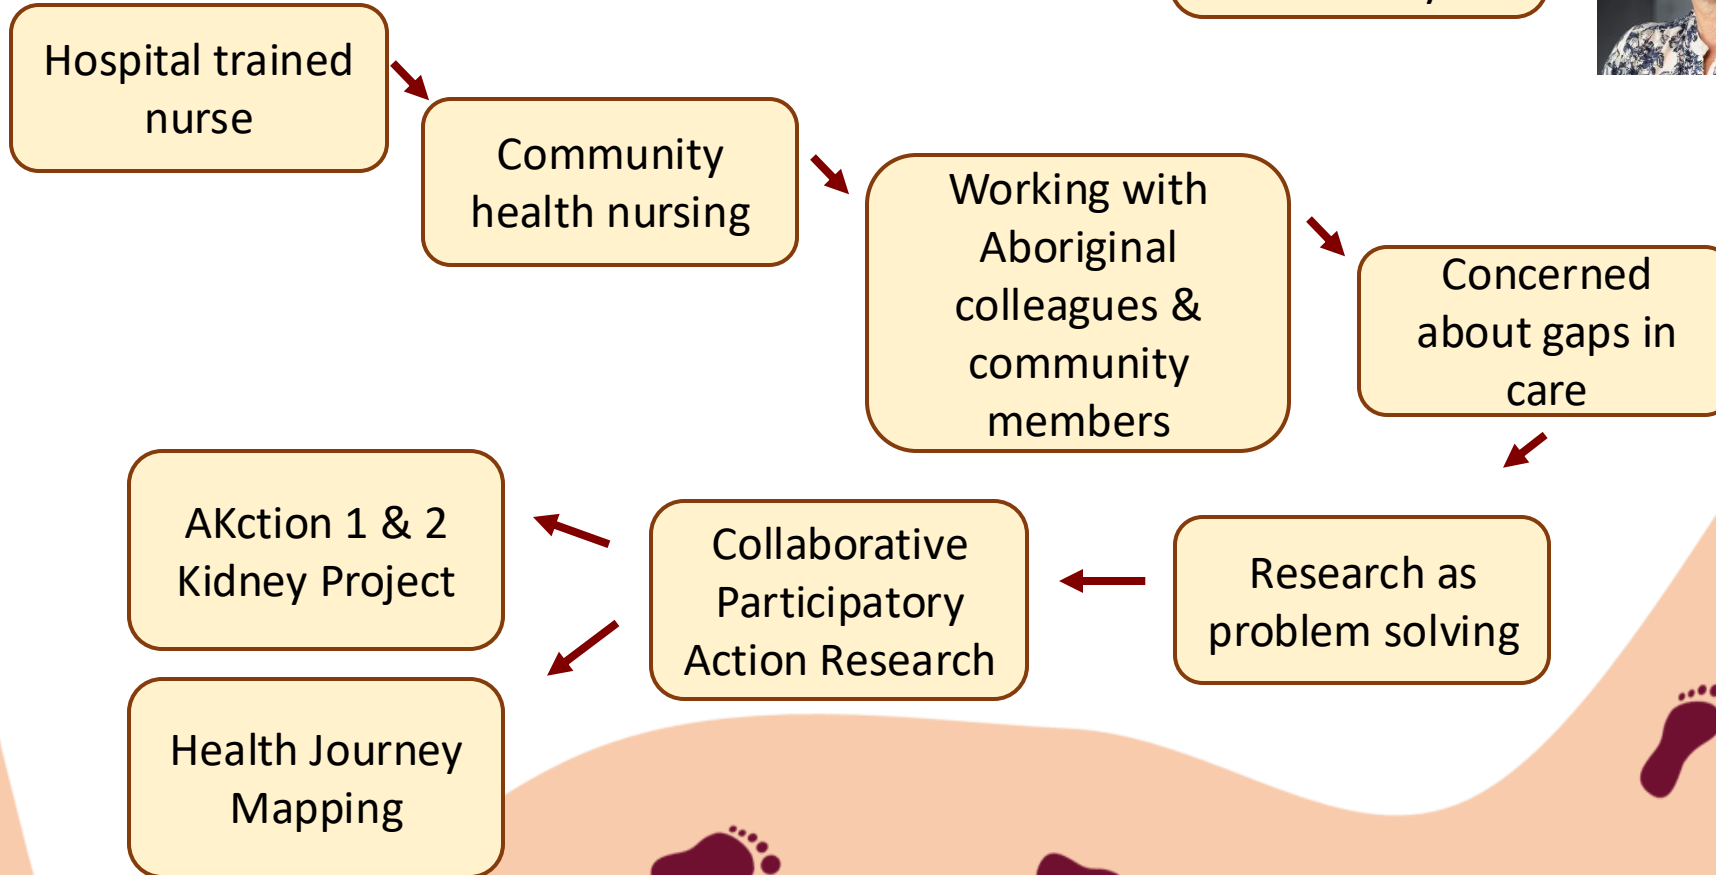 Hospital trained
nurse
Community
health nursing
Working with
Aboriginal
colleagues &
community
members
Concerned
about gaps in
care
Research as
problem solving
Collaborative
Participatory
Action Research
AKction 1 & 2
Kidney Project
Health Journey
Mapping